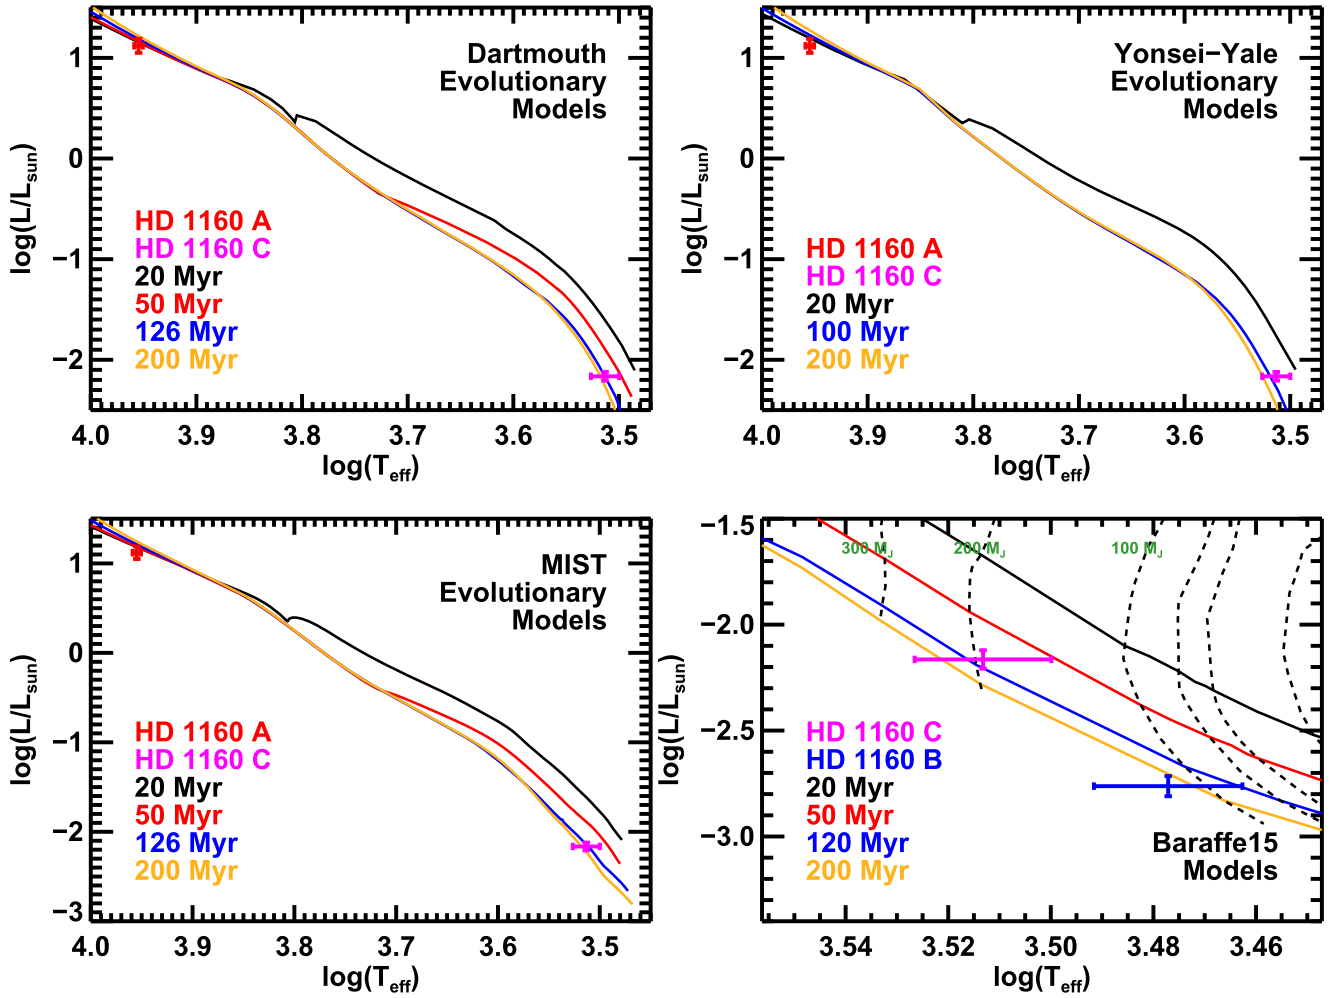 Dartmouth
Evolutionary
Models
log(L/Lsun)
1
0
−1
−2
HD 1160 A
HD 1160 C
20 Myr
50 Myr
126 Myr
200 Myr
4.0 3.9 3.8 3.7 3.6 3.5
log(Teff)
Yonsei−Yale
Evolutionary
Models
log(L/Lsun)
1
0
−1
−2
HD 1160 A
HD 1160 C
20 Myr
100 Myr
200 Myr
4.0 3.9 3.8 3.7 3.6 3.5
log(Teff)
MIST
Evolutionary
Models
log(L/Lsun)
1
0
−1
−2
−3
HD 1160 A
HD 1160 C
20 Myr
50 Myr
126 Myr
200 Myr
4.0 3.9 3.8 3.7 3.6 3.5
log(Teff)
300 MJ 200 MJ 100 MJ
log(L/Lsun)
−1.5
−2.0
−2.5
−3.0
HD 1160 C
HD 1160 B
20 Myr
50 Myr
120 Myr
200 Myr
Baraffe15
Models
3.54 3.52 3.50 3.48 3.46
log(Teff)